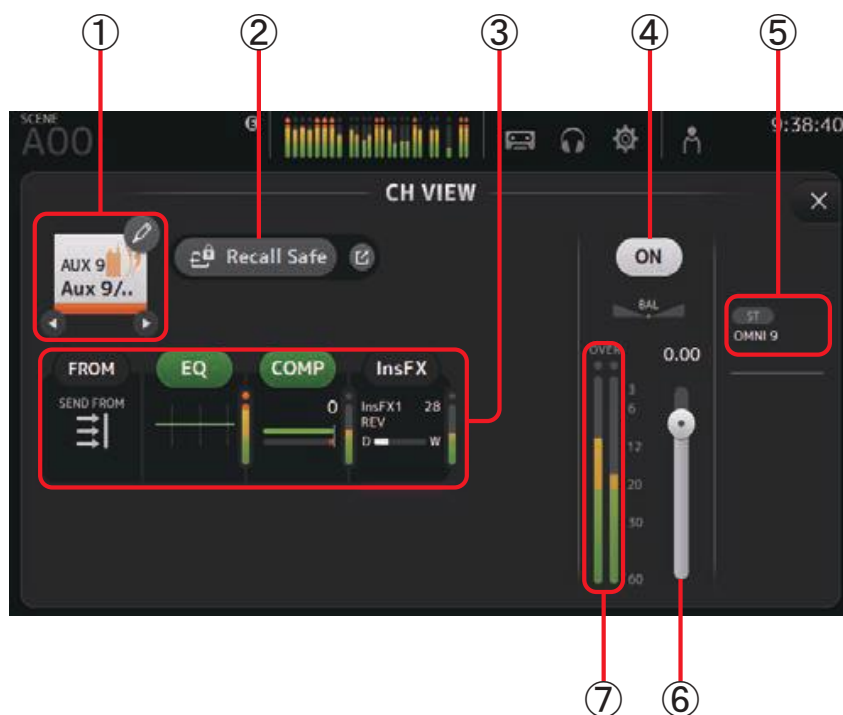 ① ② ③ ④ ⑤
SCENE
A00
9:38:40
CH VIEW
AUX 9
Aux 9/..
Recall Safe
ON
BAL
ST
OMNI 9
FROM EQ COMP InsFX
OVER
0.00
SEND FROM
0
InsFX1 28
REV
D W
3
6
12
20
30
60
⑦ ⑥